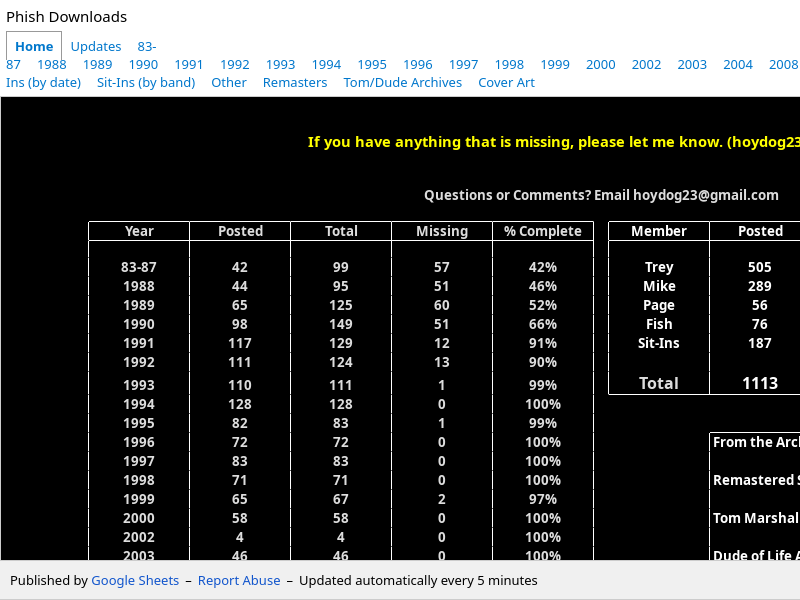 Phish Downloads
Home Updates 83-
87 1988 1989 1990 1991 1992 1993 1994 1995 1996 1997 1998 1999 2000 2002 2003 2004 2008
Ins (by date) Sit-Ins (by band) Other Remasters Tom/Dude Archives Cover Art
If you have anything that is missing, please let me know. (hoydog23
Questions or Comments? Email hoydog23@gmail.com
Year Posted Total Missing % Complete Member Posted
83-87 42 99 57 42% Trey 505
1988 44 95 51 46% Mike 289
1989 65 125 60 52% Page 56
1990 98 149 51 66% Fish 76
1991 117 129 12 91% Sit-Ins 187
1992 111 124 13 90%
1993 110 111 1 99% Total 1113
1994 128 128 0 100%
1995 82 83 1 99%
1996 72 72 0 100% From the Arc
1997 83 83 0 100%
1998 71 71 0 100% Remastered S
1999 65 67 2 97%
2000 58 58 0 100% Tom Marshal
2002 4 4 0 100%
2003 46 46 0 100% Dude of Life A
Published by Google Sheets – Report Abuse – Updated automatically every 5 minutes